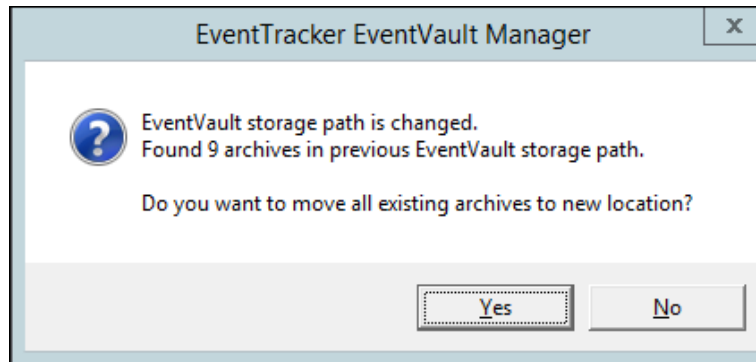 EventTracker EventVault Manager
x
?
EventVault storage path is changed.
Found 9 archives in previous EventVault storage path.
Do you want to move all existing archives to new location?
Yes
No